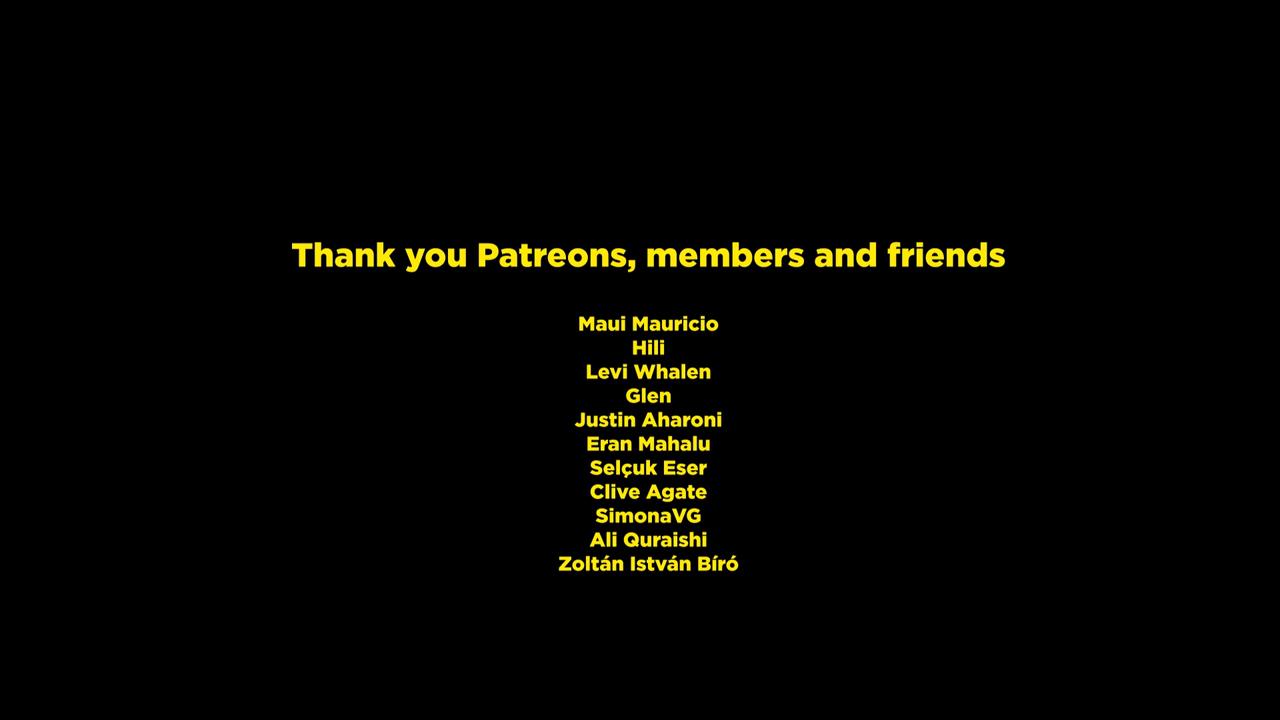 Thank you Patreons, members and friends
Maui Mauricio
Hili
Levi Whalen
Glen
Justin Aharoni
Eran Mahalu
Selçuk Eser
Clive Agate
SimonaVG
Ali Quraishi
Zoltán István Bíró